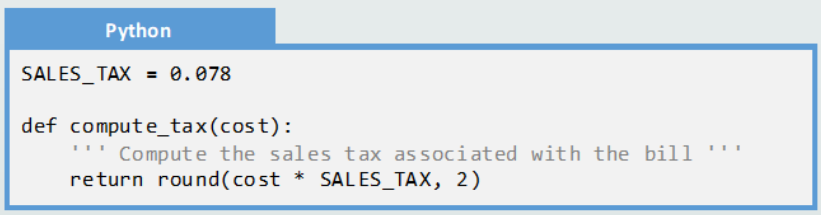 Python
SALES_TAX = 0.078
def compute_tax(cost):
    ''' Compute the sales tax associated with the bill '''
    return round(cost * SALES_TAX, 2)